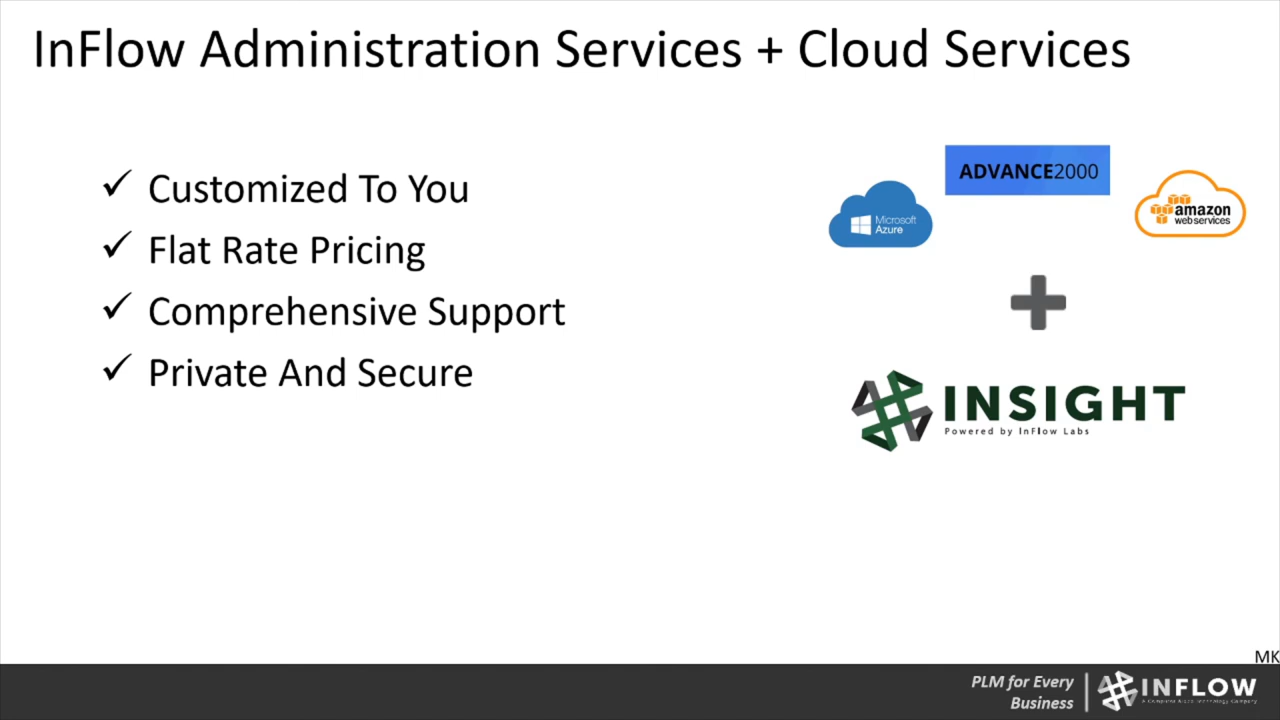 InFlow Administration Services + Cloud Services
✓ Customized To You
✓ Flat Rate Pricing
✓ Comprehensive Support
✓ Private And Secure
ADVANCE2000
Microsoft
Azure
amazon
webservices
INSIGHT
Powered by InFlow Labs
MK
PLM for Every
Business
INFLOW